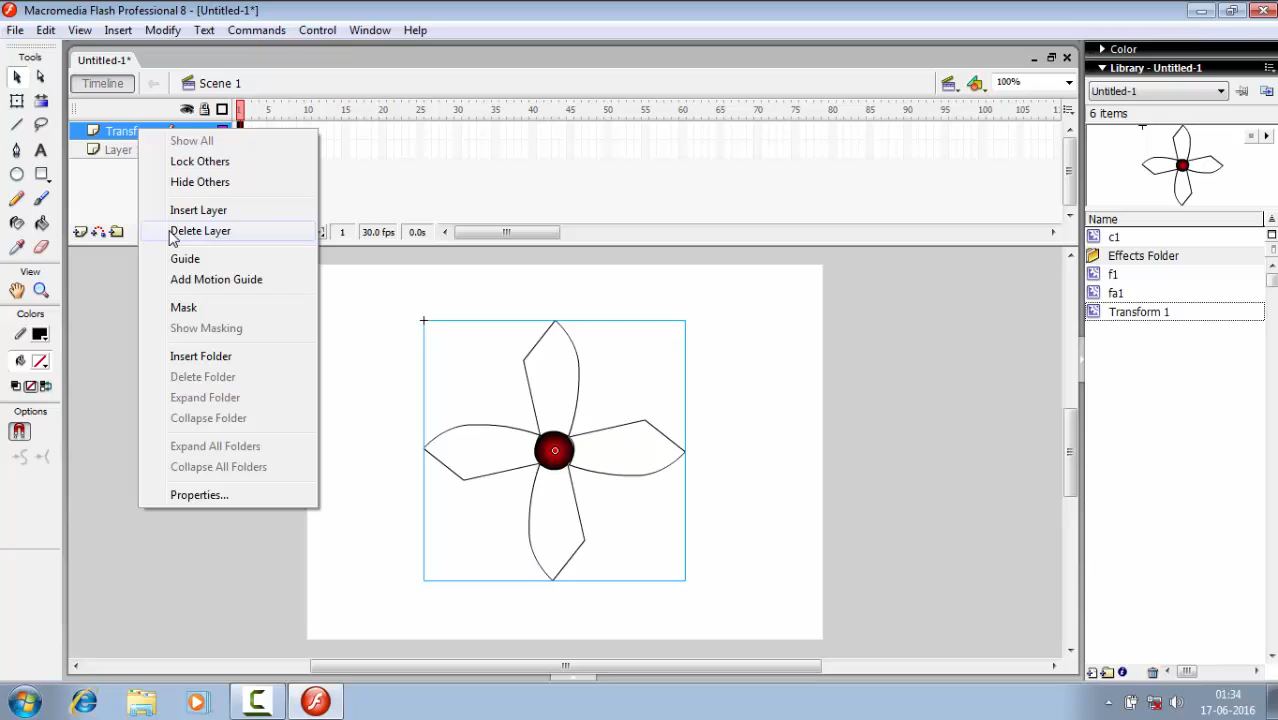 Macromedia Flash Professional 8 - [Untitled-1*]
File Edit View Insert Modify Text Commands Control Window Help
Tools
Untitled-1*
Timeline
Scene 1
100%
5 10 15 20 25 30 35 40 45 50 55 60 65 70 75 80 85 90 95 100 105
Transf
Layer
1 30.0 fps 0.0s
Show All
Lock Others
Hide Others
Insert Layer
Delete Layer
Guide
Add Motion Guide
Mask
Show Masking
Insert Folder
Delete Folder
Expand Folder
Collapse Folder
Expand All Folders
Collapse All Folders
Properties...
View
Colors
Options
Color
Library - Untitled-1
Untitled-1
6 items
Name
c1
Effects Folder
f1
fa1
Transform 1
01:34
17-06-2016